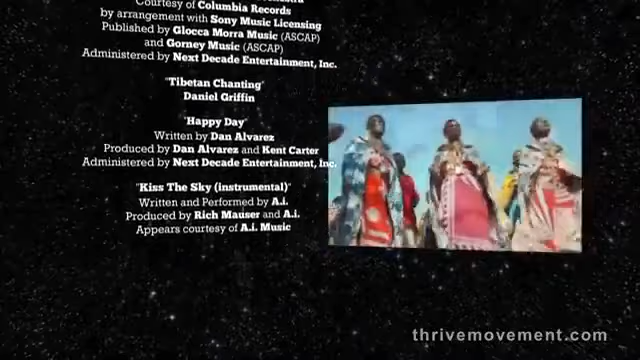 Courtesy of Columbia Records
by arrangement with Sony Music Licensing
Published by Glocca Morra Music (ASCAP)
and Gorney Music (ASCAP)
Administered by Next Decade Entertainment, Inc.
"Tibetan Chanting"
Daniel Griffin
"Happy Day"
Written by Dan Alvarez
Produced by Dan Alvarez and Kent Carter
Administered by Next Decade Entertainment, Inc.
"Kiss The Sky (instrumental)"
Written and Performed by A.i.
Produced by Rich Mauser and A.i.
Appears courtesy of A.i. Music
thrivemovement.com